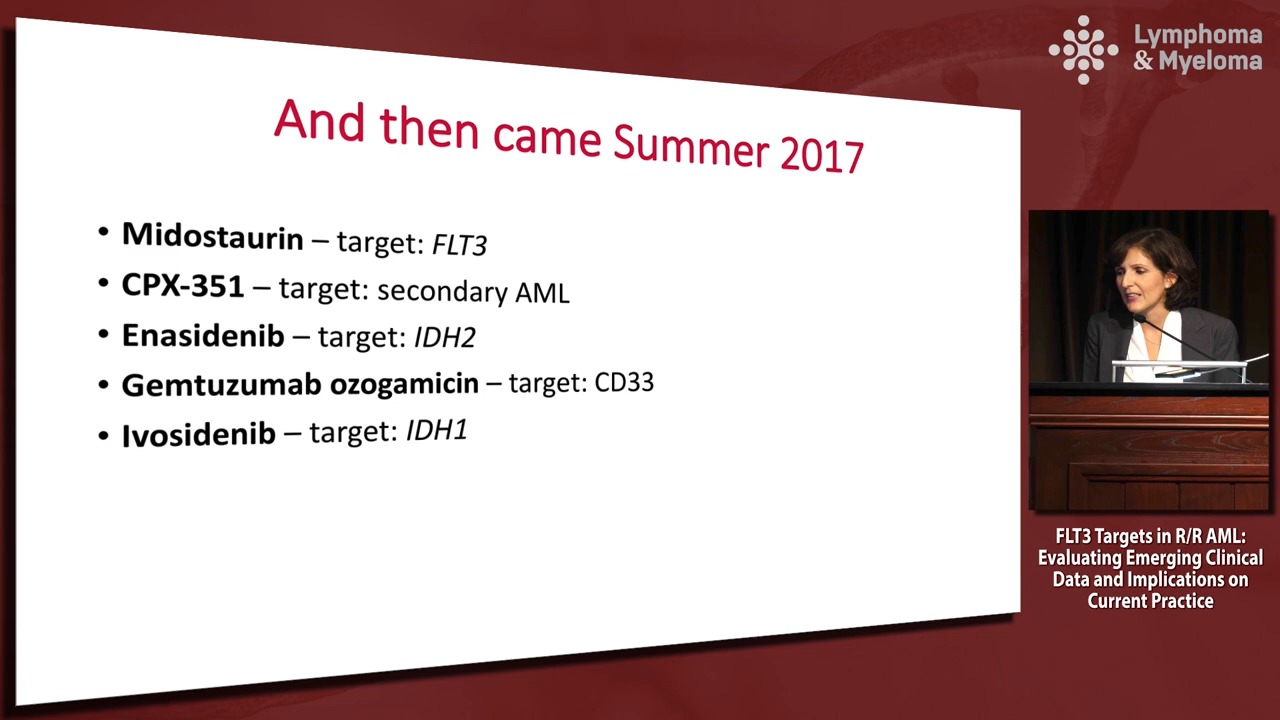 And then came Summer 2017
• Midostaurin – target: FLT3
• CPX-351 – target: secondary AML
• Enasidenib – target: IDH2
• Gemtuzumab ozogamicin – target: CD33
• Ivosidenib – target: IDH1
Lymphoma
& Myeloma
FLT3 Targets in R/R AML:
Evaluating Emerging Clinical
Data and Implications on
Current Practice